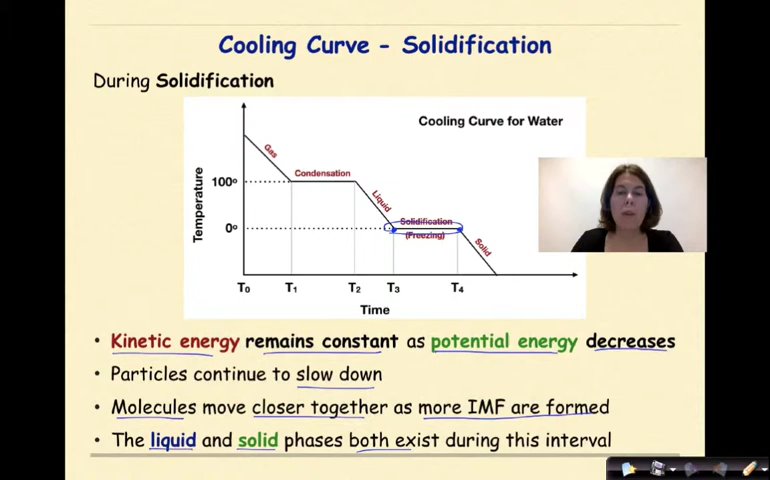 Cooling Curve - Solidification
During Solidification
Cooling Curve for Water
Gas
Condensation
Temperature
100°
Liquid
Solidification
0°
(Freezing)
Solid
T₀ T₁ T₂ T₃ T₄
Time
• Kinetic energy remains constant as potential energy decreases
• Particles continue to slow down
• Molecules move closer together as more IMF are formed
• The liquid and solid phases both exist during this interval